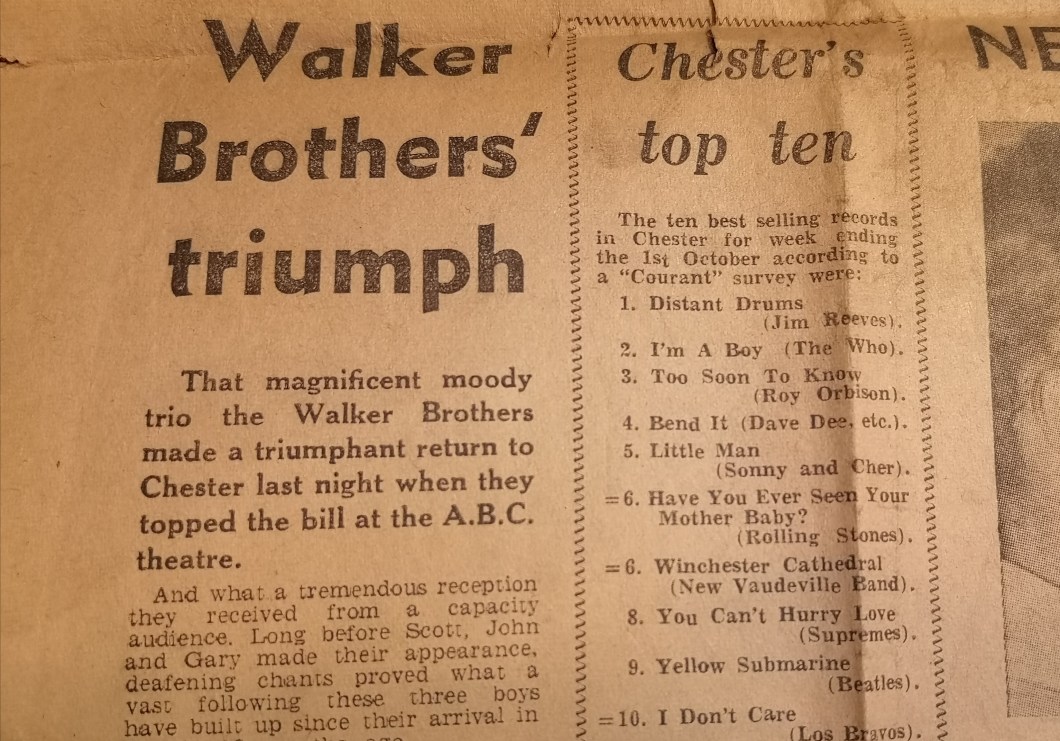 Walker
Brothers'
triumph
That magnificent moody
trio the Walker Brothers
made a triumphant return to
Chester last night when they
topped the bill at the A.B.C.
theatre.
And what a tremendous reception
they received from a capacity
audience. Long before Scott, John
and Gary made their appearance,
deafening chants proved what a
vast following these three boys
have built up since their arrival in
Chester's
top ten
The ten best selling records
in Chester for week ending
the 1st October according to
a "Courant" survey were:
1. Distant Drums
(Jim Reeves).
2. I'm A Boy (The Who).
3. Too Soon To Know
(Roy Orbison).
4. Bend It (Dave Dee, etc.).
5. Little Man
(Sonny and Cher).
=6. Have You Ever Seen Your
Mother Baby?
(Rolling Stones).
=6. Winchester Cathedral
(New Vaudeville Band).
8. You Can't Hurry Love
(Supremes).
9. Yellow Submarine
(Beatles).
=10. I Don't Care
(Los Bravos).
NE